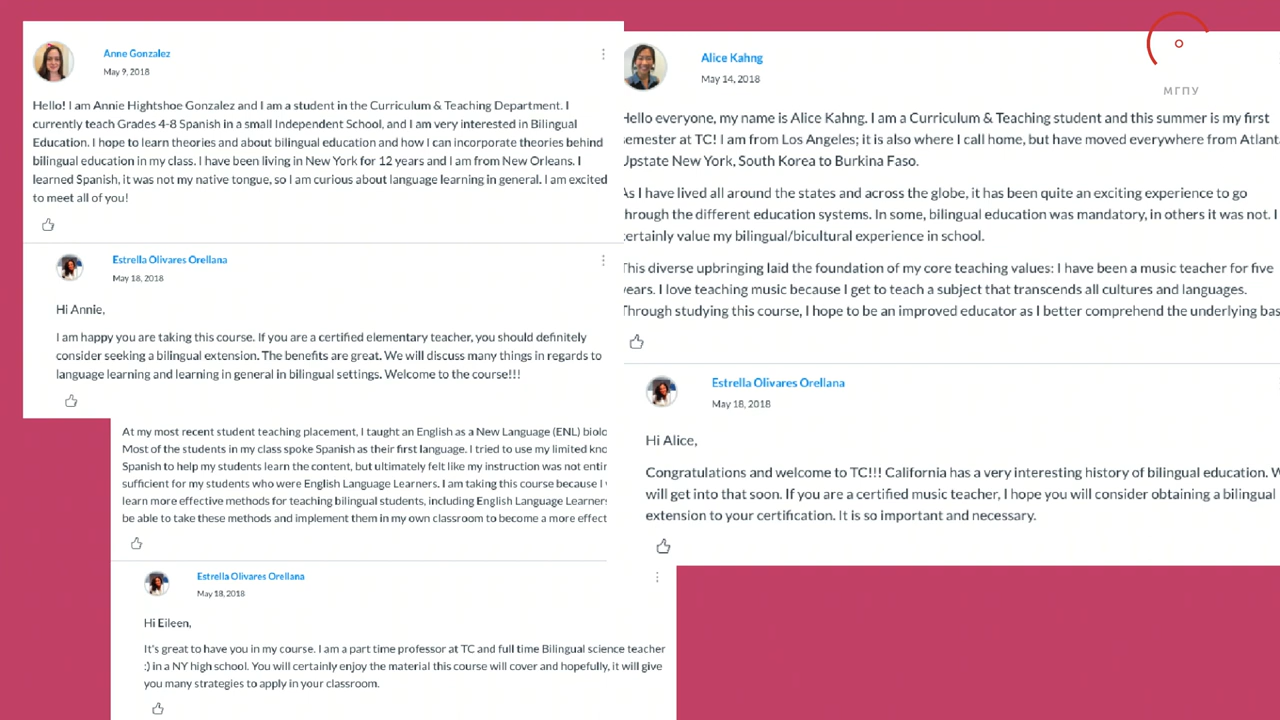 Anne Gonzalez
May 9, 2018
Hello! I am Annie Hightshoe Gonzalez and I am a student in the Curriculum & Teaching Department. I
currently teach Grades 4-8 Spanish in a small Independent School, and I am very interested in Bilingual
Education. I hope to learn theories and about bilingual education and how I can incorporate theories behind
bilingual education in my class. I have been living in New York for 12 years and I am from New Orleans. I
learned Spanish, it was not my native tongue, so I am curious about language learning in general. I am excited
to meet all of you!
Estrella Olivares Orellana
May 18, 2018
Hi Annie,
I am happy you are taking this course. If you are a certified elementary teacher, you should definitely
consider seeking a bilingual extension. The benefits are great. We will discuss many things in regards to
language learning and learning in general in bilingual settings. Welcome to the course!!!
At my most recent student teaching placement, I taught an English as a New Language (ENL)
Most of the students in my class spoke Spanish as their first language. I tried to use my limited
Spanish to help my students learn the content, but ultimately felt like my instruction was not
sufficient for my students who were English Language Learners. I am taking this course because I
learn more effective methods for teaching bilingual students, including English Language Learners
be able to take these methods and implement them in my own classroom to become a more
Estrella Olivares Orellana
May 18, 2018
Hi Eileen,
It's great to have you in my course. I am a part time professor at TC and full time Bilingual science teacher
:) in a NY high school. You will certainly enjoy the material this course will cover and hopefully, it will give
you many strategies to apply in your classroom.
Alice Kahng
May 14, 2018
Hello everyone, my name is Alice Kahng. I am a Curriculum & Teaching student and this summer is my first
semester at TC! I am from Los Angeles; it is also where I call home, but have moved everywhere from
Upstate New York, South Korea to Burkina Faso.
As I have lived all around the states and across the globe, it has been quite an exciting experience to go
through the different education systems. In some, bilingual education was mandatory, in others it was not. I
certainly value my bilingual/bicultural experience in school.
This diverse upbringing laid the foundation of my core teaching values: I have been a music teacher for five
years. I love teaching music because I get to teach a subject that transcends all cultures and languages.
Through studying this course, I hope to be an improved educator as I better comprehend the underlying
Estrella Olivares Orellana
May 18, 2018
Hi Alice,
Congratulations and welcome to TC!!! California has a very interesting history of bilingual education.
will get into that soon. If you are a certified music teacher, I hope you will consider obtaining a bilingual
extension to your certification. It is so important and necessary.
МГПУ